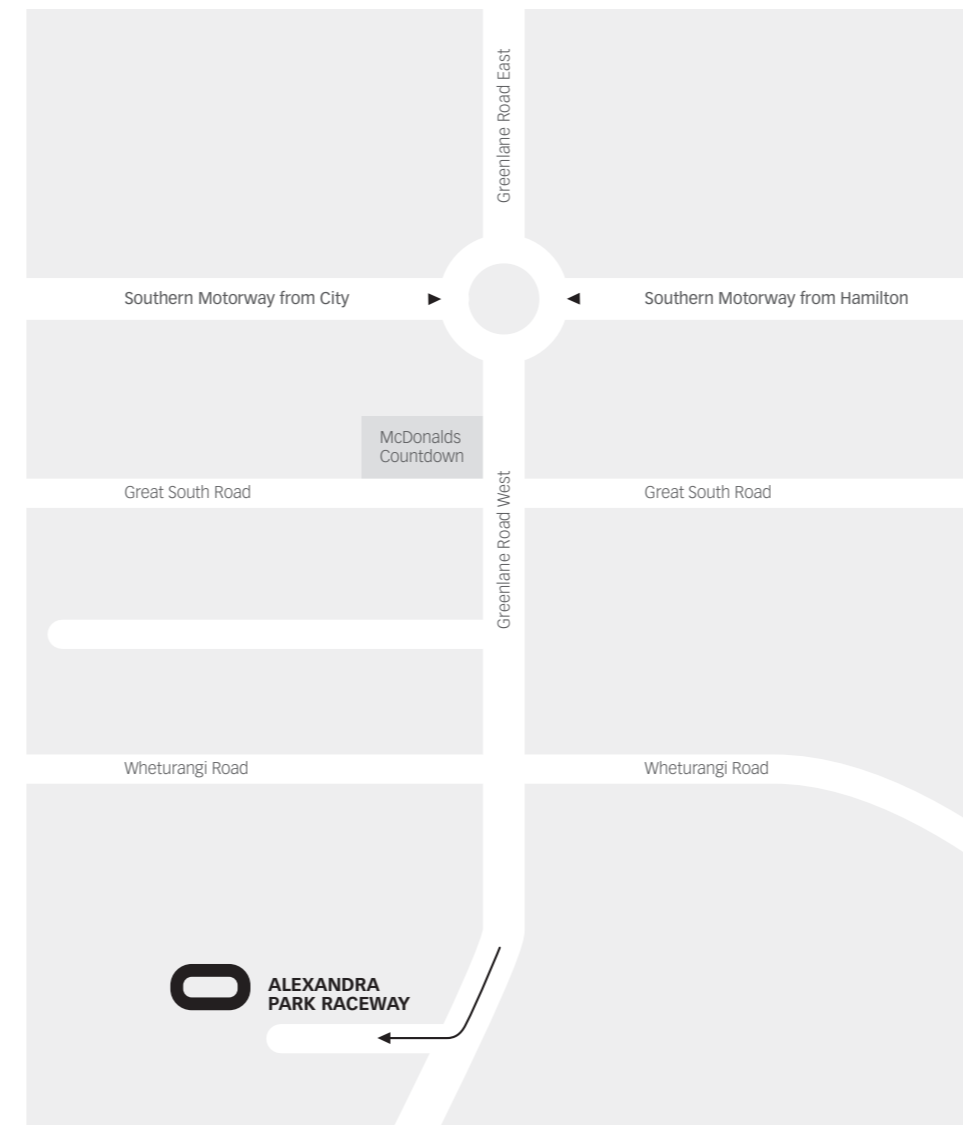 Greenlane Road East
Southern Motorway from City
Southern Motorway from Hamilton
McDonalds
Countdown
Great South Road
Greenlane Road West
Great South Road
Wheturangi Road
Wheturangi Road
ALEXANDRA
PARK RACEWAY